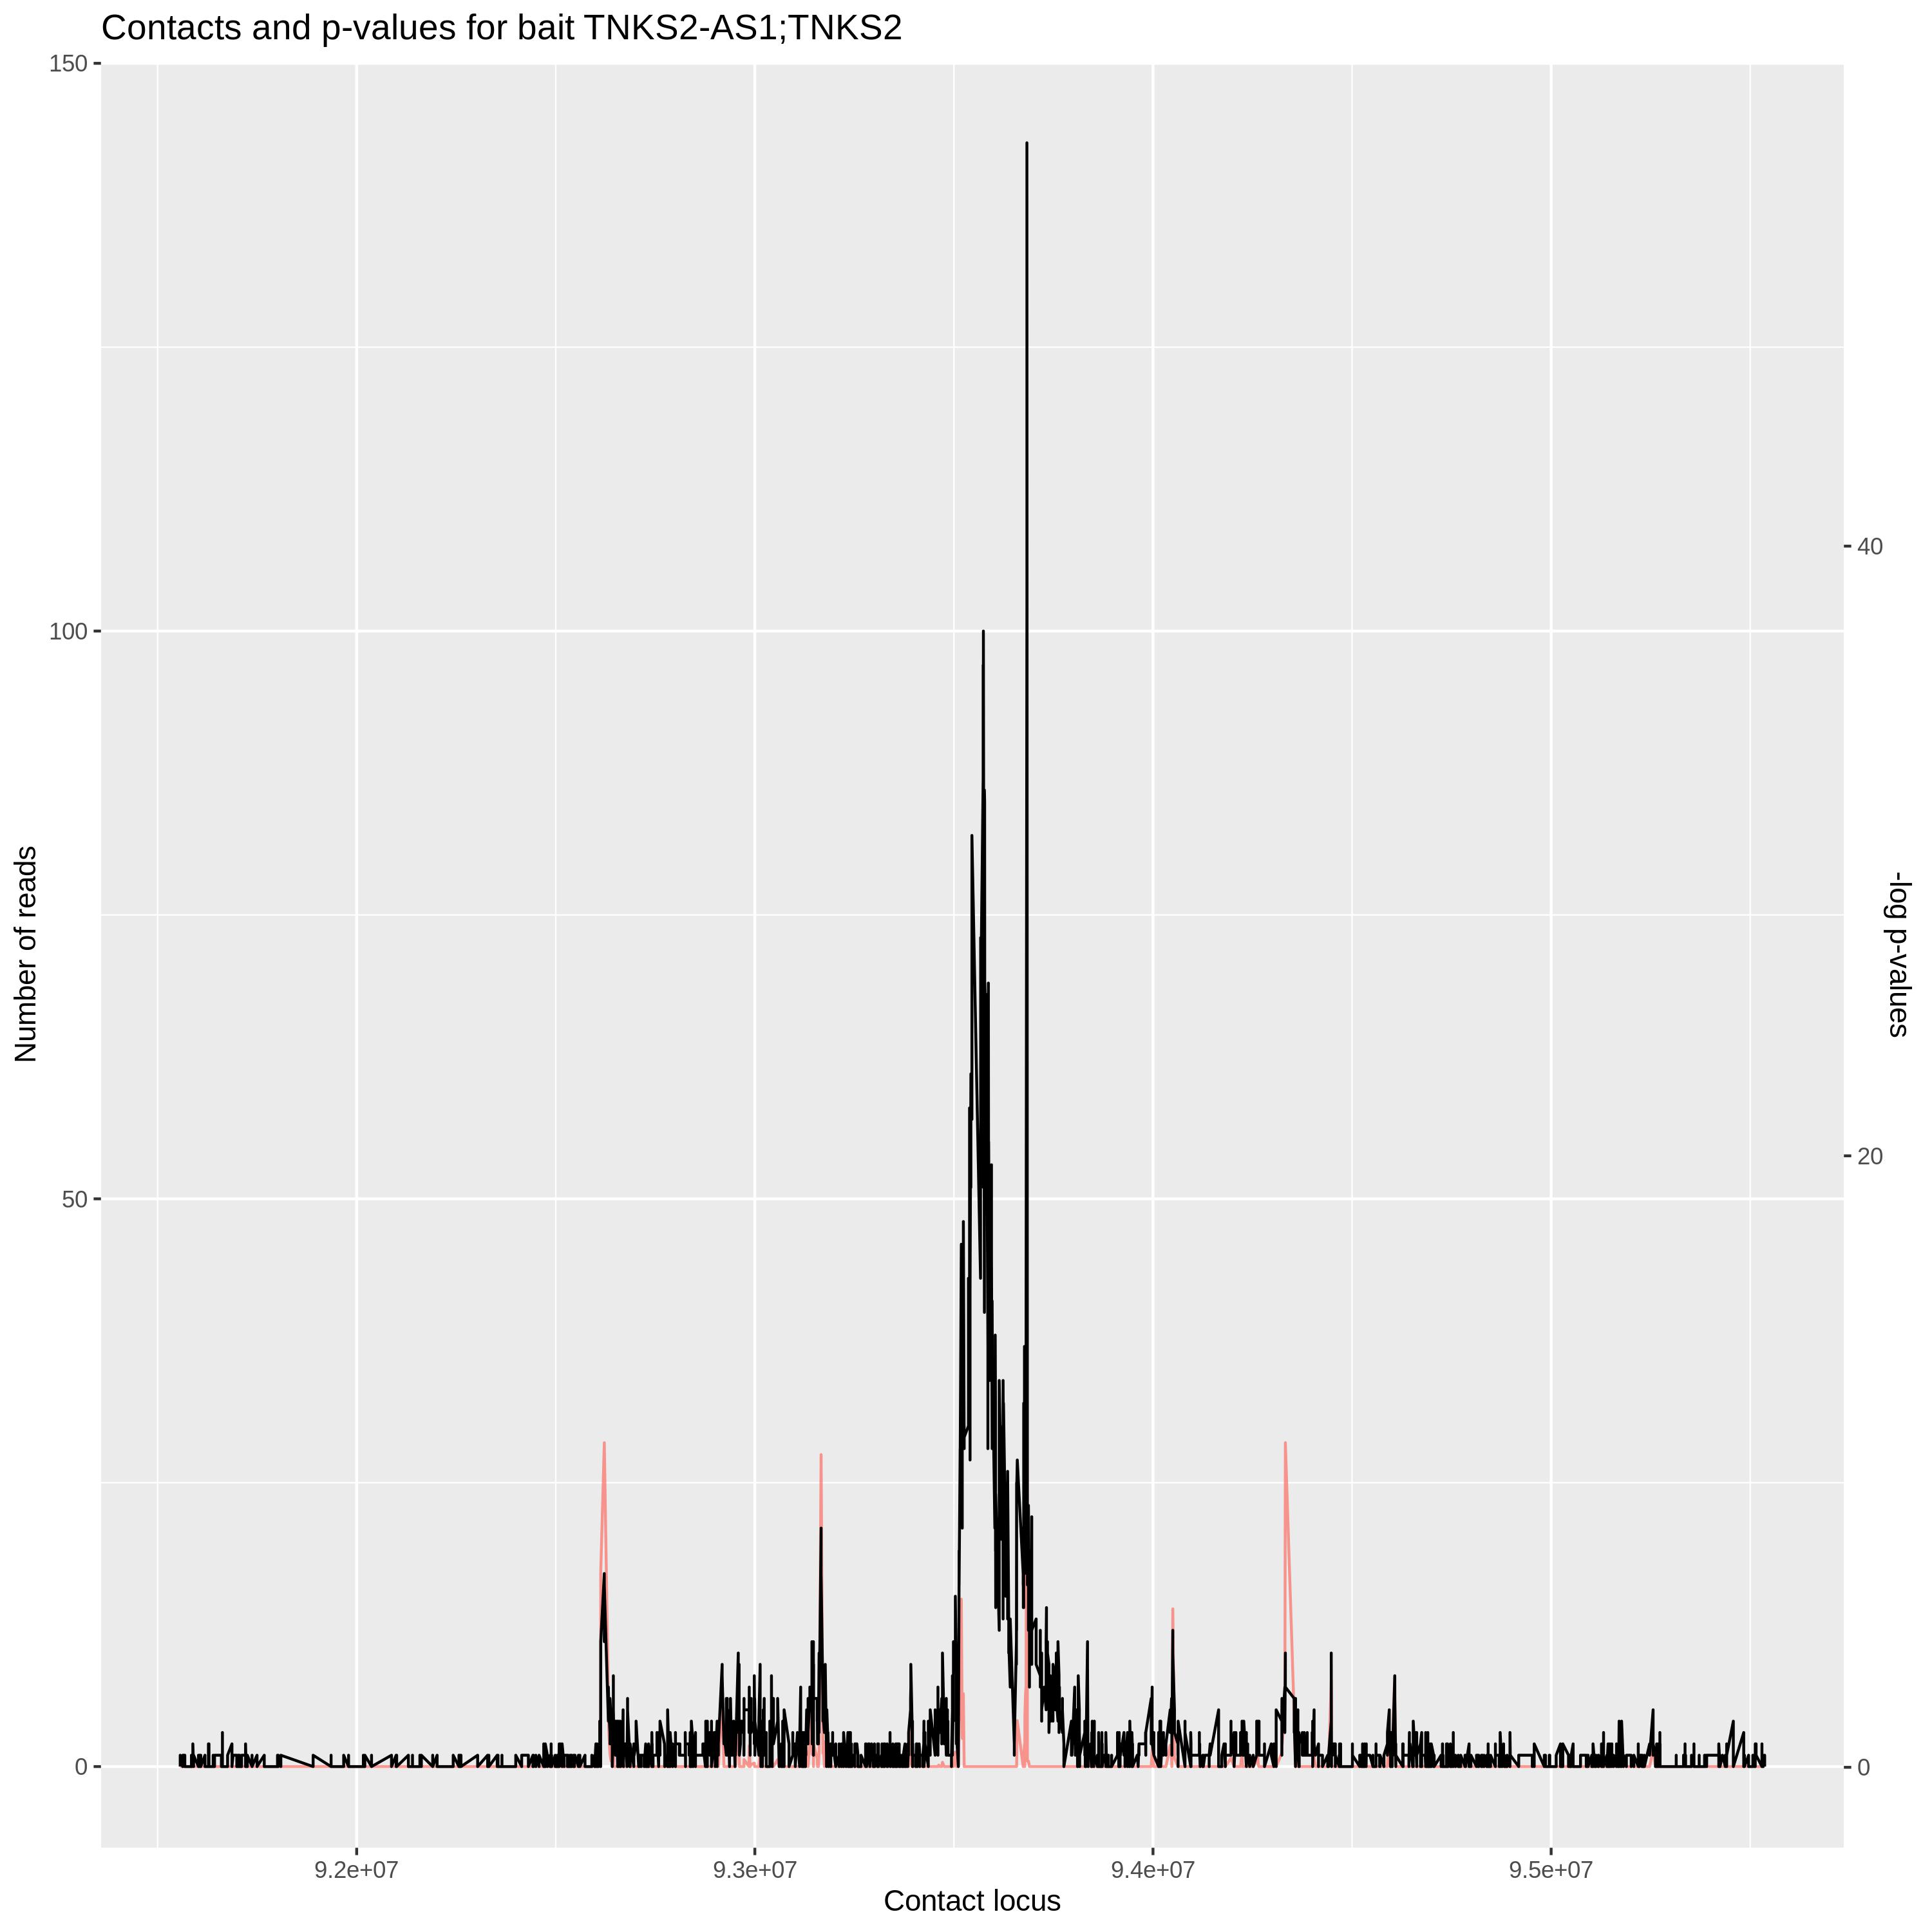 Contacts and p-values for bait TNKS2-AS1;TNKS2
150
100
50
0
Number of reads
40
20
0
-log p-values
9.2e+07
9.3e+07
9.4e+07
9.5e+07
Contact locus